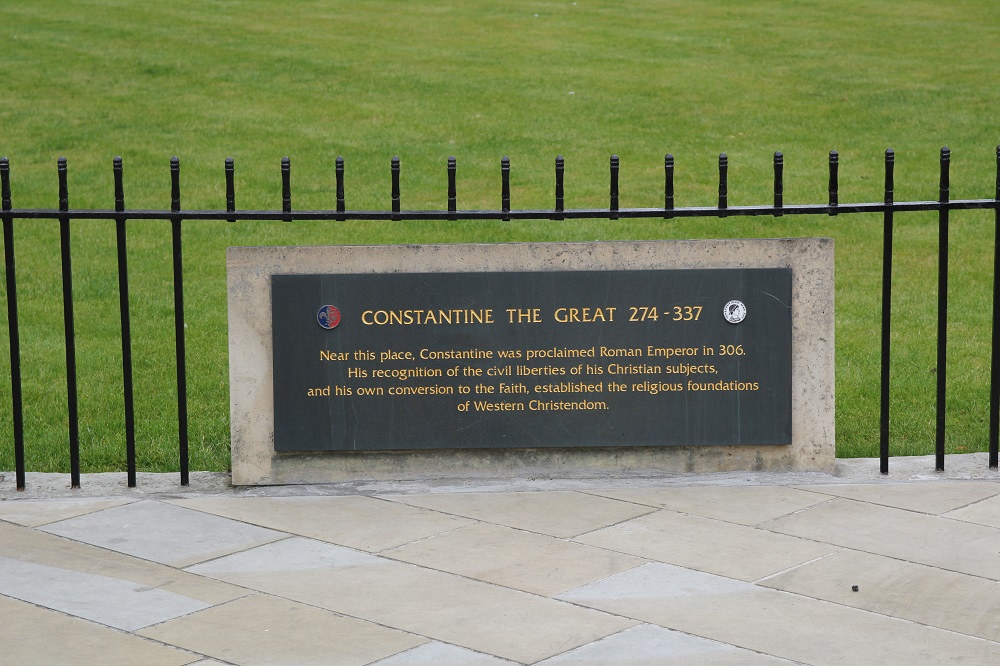 CONSTANTINE THE GREAT 274 - 337
Near this place, Constantine was proclaimed Roman Emperor in 306.
His recognition of the civil liberties of his Christian subjects,
and his own conversion to the Faith, established the religious foundations
of Western Christendom.